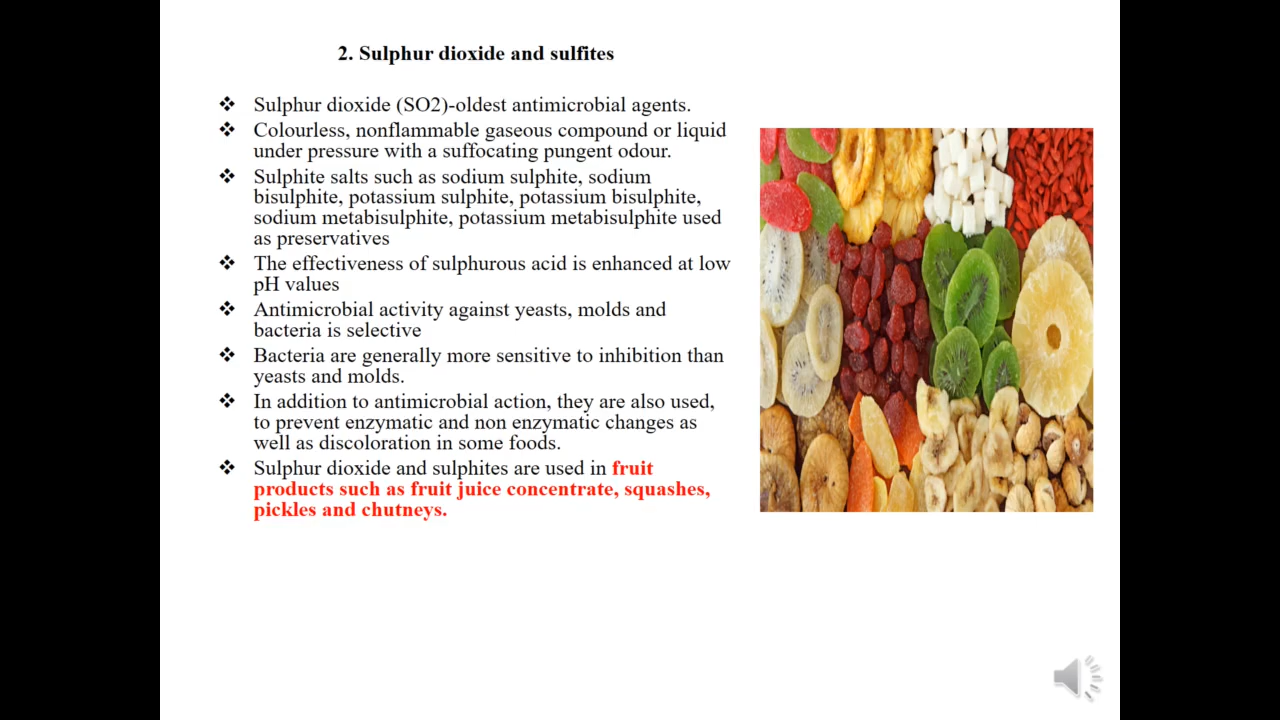 2. Sulphur dioxide and sulfites
❖ Sulphur dioxide (SO2)-oldest antimicrobial agents.
❖ Colourless, nonflammable gaseous compound or liquid
under pressure with a suffocating pungent odour.
❖ Sulphite salts such as sodium sulphite, sodium
bisulphite, potassium sulphite, potassium bisulphite,
sodium metabisulphite, potassium metabisulphite used
as preservatives
❖ The effectiveness of sulphurous acid is enhanced at low
pH values
❖ Antimicrobial activity against yeasts, molds and
bacteria is selective
❖ Bacteria are generally more sensitive to inhibition than
yeasts and molds.
❖ In addition to antimicrobial action, they are also used,
to prevent enzymatic and non enzymatic changes as
well as discoloration in some foods.
❖ Sulphur dioxide and sulphites are used in fruit
products such as fruit juice concentrate, squashes,
pickles and chutneys.